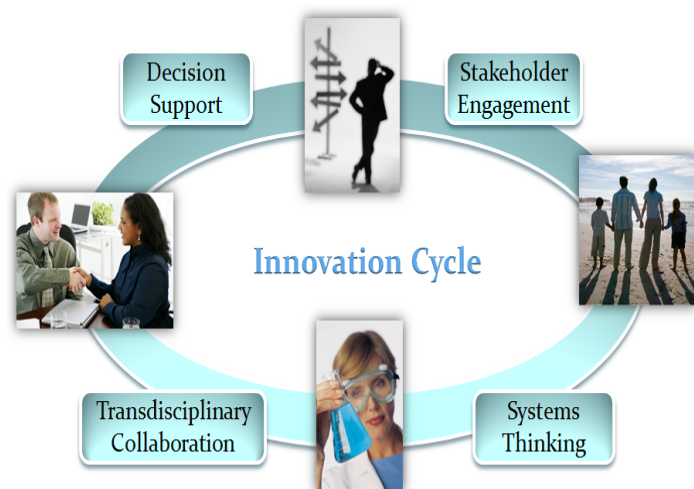 Decision
Support
Stakeholder
Engagement
Innovation Cycle
Transdisciplinary
Collaboration
Systems
Thinking